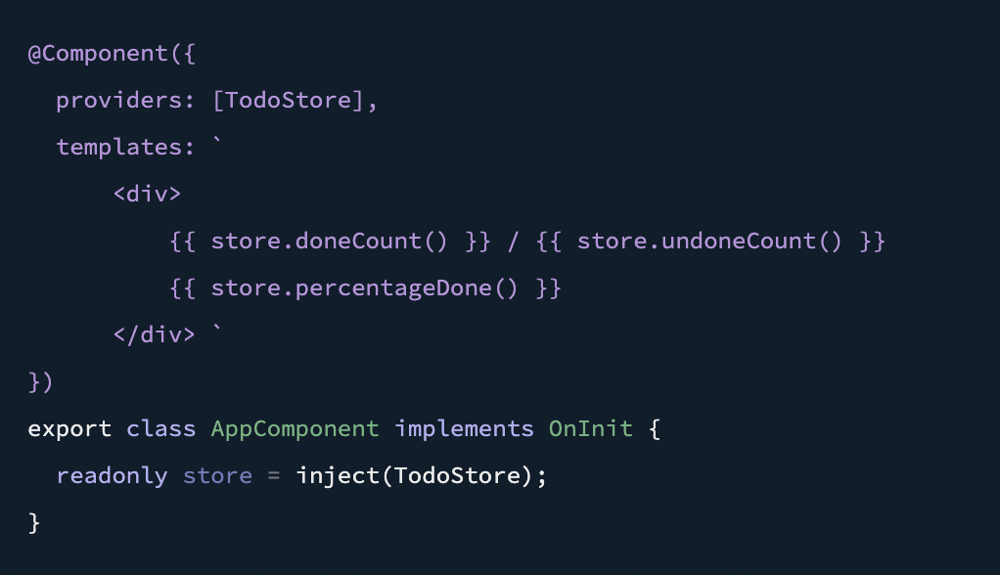 @Component({
  providers: [TodoStore],
  templates: `
      <div>
          {{ store.doneCount() }} / {{ store.undoneCount() }}
          {{ store.percentageDone() }}
      </div> `
})
export class AppComponent implements OnInit {
  readonly store = inject(TodoStore);
}